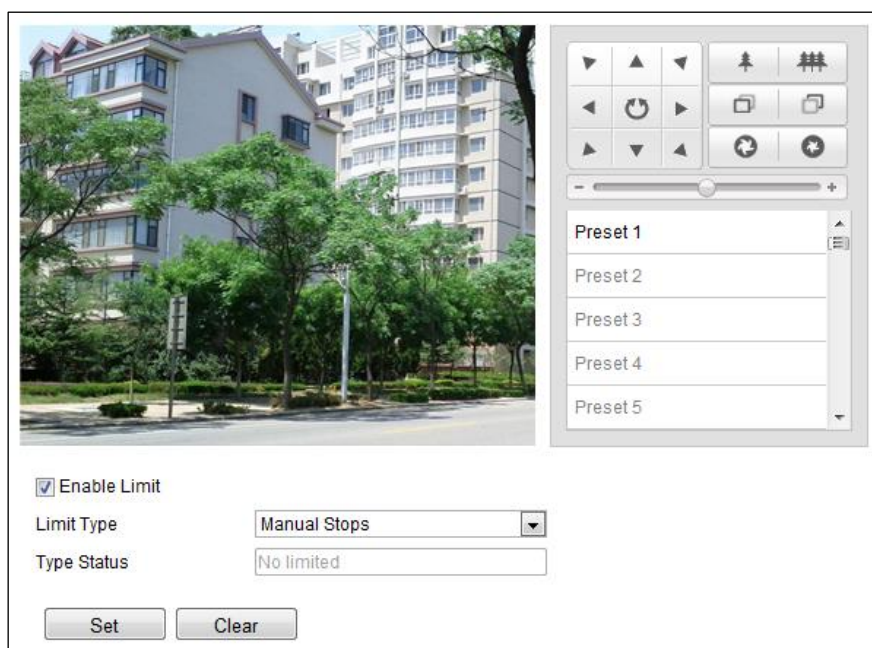 Preset 1
Preset 2
Preset 3
Preset 4
Preset 5
Enable Limit
Limit Type
Manual Stops
Type Status
No limited
Set
Clear